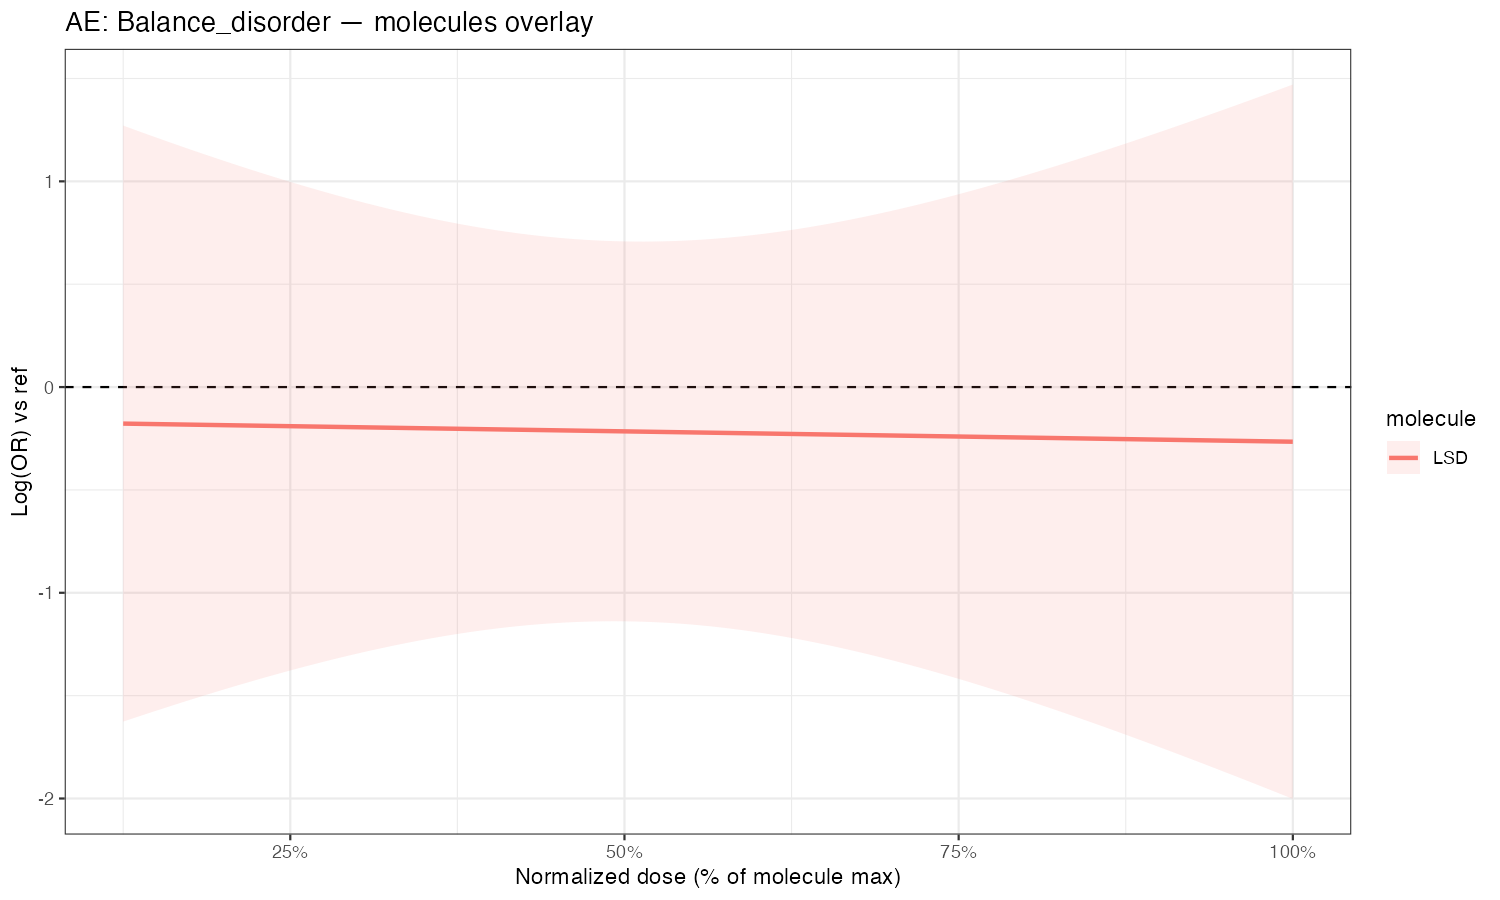 AE: Balance_disorder — molecules overlay
Log(OR) vs ref
1
0
-1
-2
25%
50%
75%
100%
Normalized dose (% of molecule max)
molecule
LSD